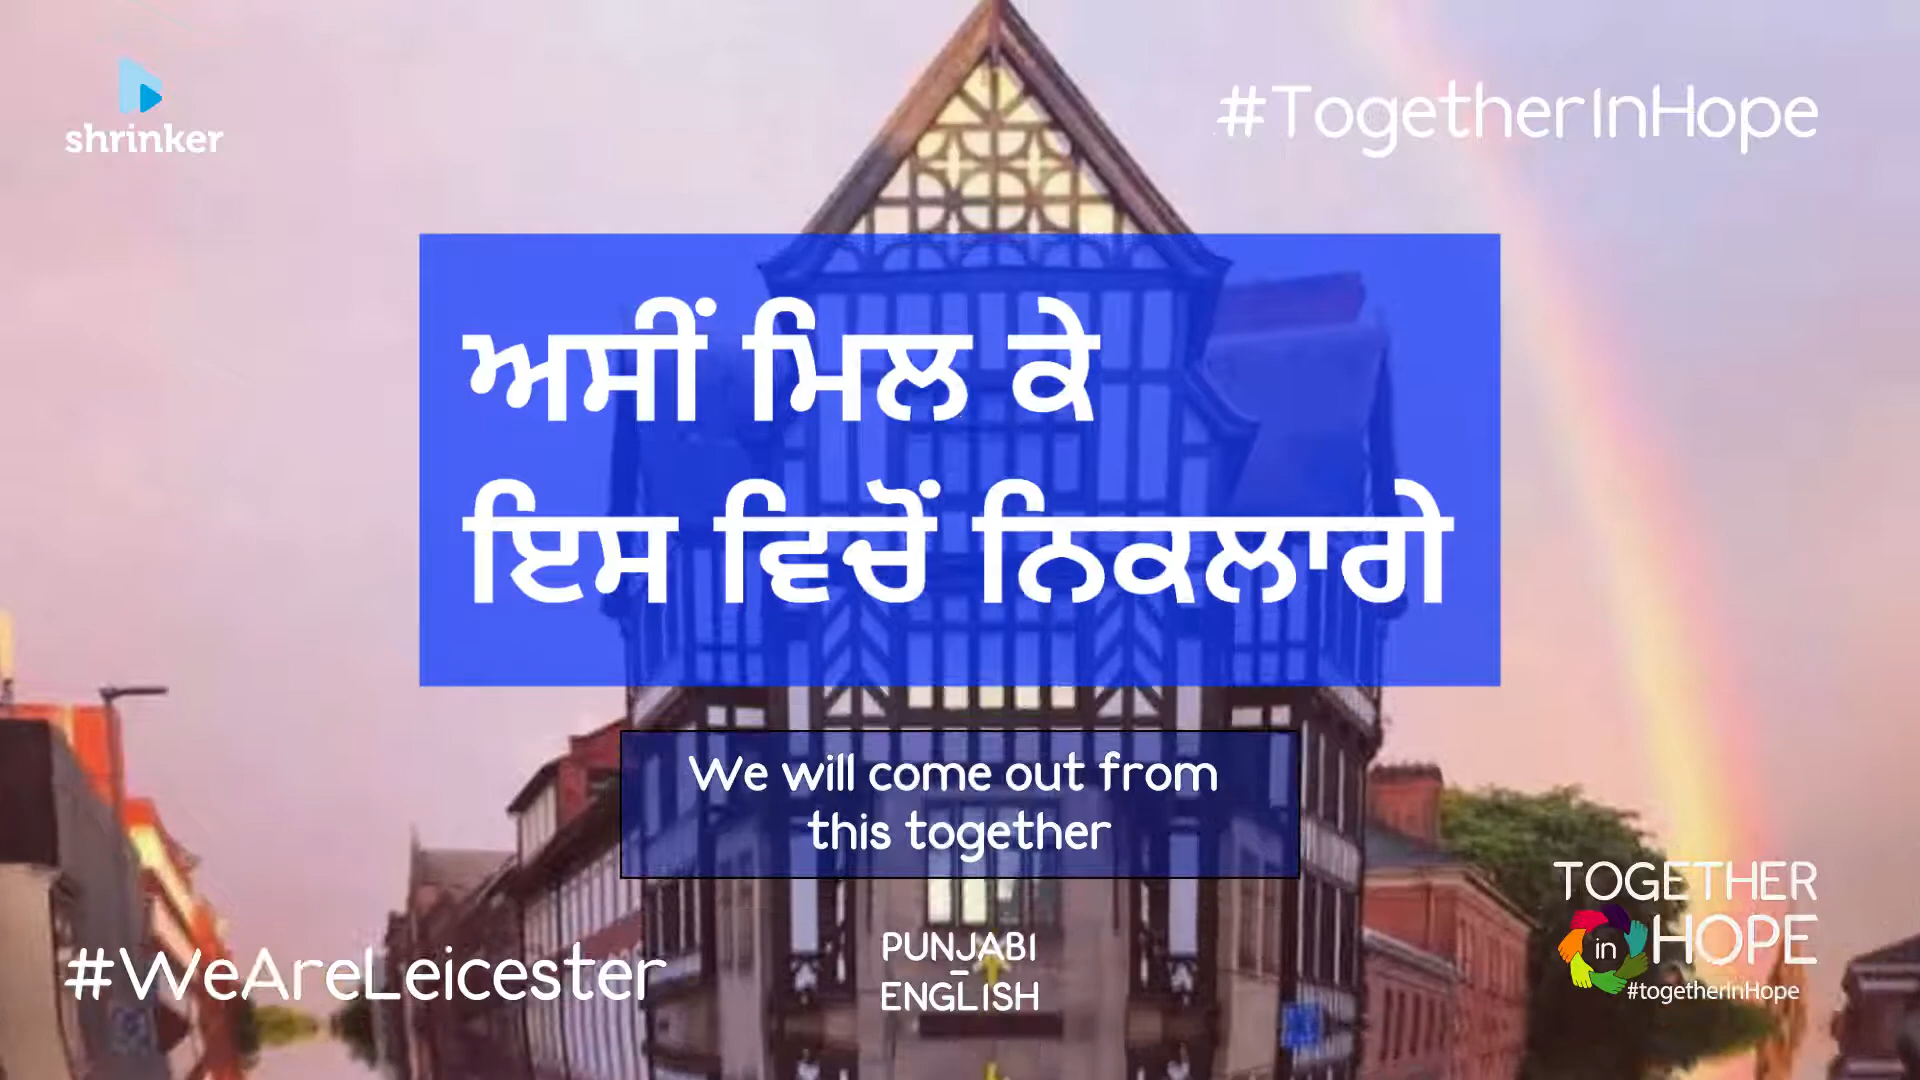 shrinker
#TogetherInHope
ਅਸੀਂ ਮਿਲ ਕੇ
ਇਸ ਵਿਚੋਂ ਨਿਕਲਾਗੇ
We will come out from
this together
#WeAreLeicester
PUNJABI
-
ENGLISH
TOGETHER
in HOPE
#togetherInHope